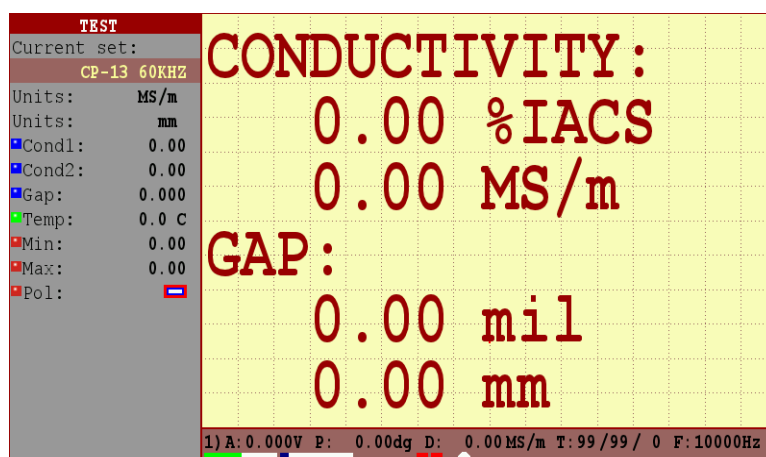 TEST
Current set:
CP-13 60KHZ
Units: MS/m
Units: mm
Cond1: 0.00
Cond2: 0.00
Gap: 0.000
Temp: 0.0 C
Min: 0.00
Max: 0.00
Pol:
CONDUCTIVITY:
0.00 %IACS
0.00 MS/m
GAP:
0.00 mil
0.00 mm
1)A:0.000V P: 0.00dg D: 0.00MS/m T:99/99/ 0 F:10000Hz